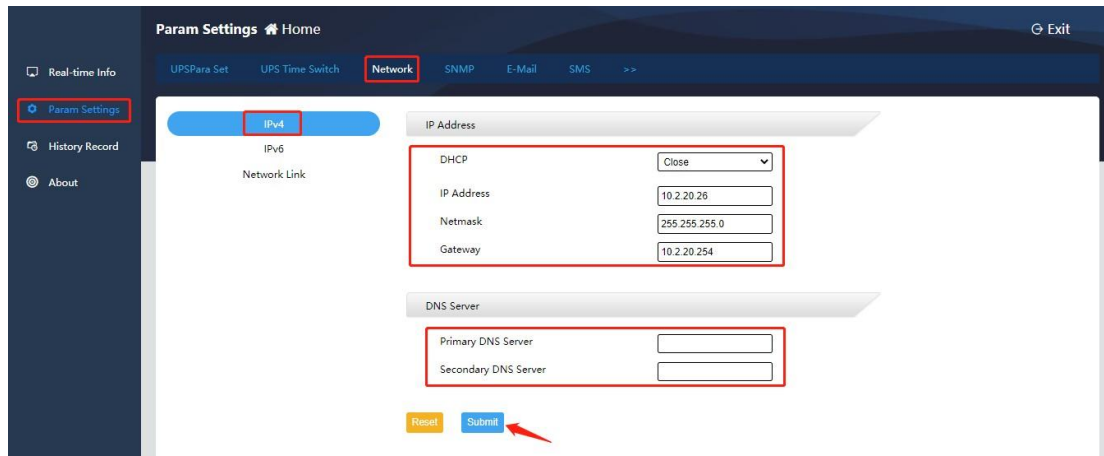 Param Settings Home
Exit
Real-time Info
Param Settings
History Record
About
UPSPara Set UPS Time Switch Network SNMP E-Mail SMS >>
IPv4
IPv6
Network Link
IP Address
DHCP Close
IP Address 10.2.20.26
Netmask 255.255.255.0
Gateway 10.2.20.254
DNS Server
Primary DNS Server
Secondary DNS Server
Reset Submit